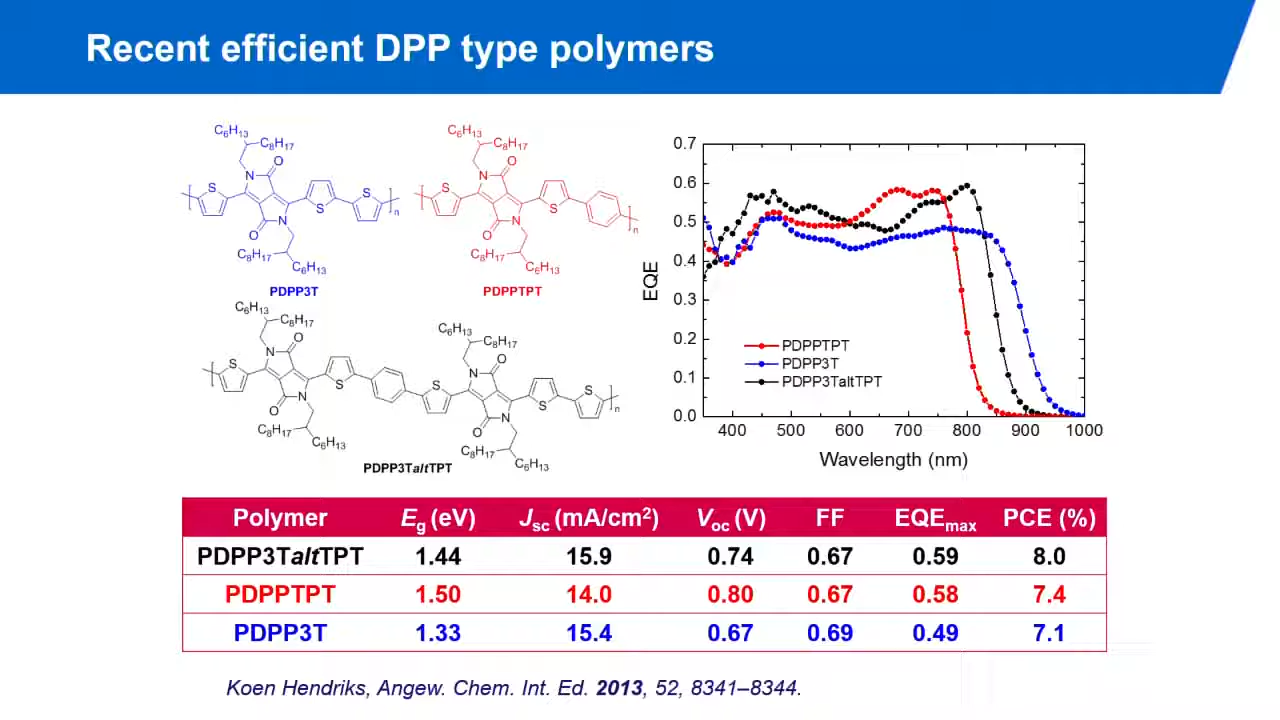 Recent efficient DPP type polymers
C6H13
C8H17
O
N
S
S
S
n
N
O
C8H17
C6H13
PDPP3T
C6H13
C8H17
O
N
S
S
n
N
O
C8H17
C6H13
PDPPTPT
C6H13
C8H17
O
N
S
S
N
O
C8H17
C6H13
C6H13
C8H17
O
N
S
S
S
n
N
O
C8H17
C6H13
PDPP3TaltTPT
0.7
0.6
0.5
0.4
0.3
0.2
0.1
0.0
EQE
PDPPTPT
PDPP3T
PDPP3TaltTPT
400 500 600 700 800 900 1000
Wavelength (nm)
Polymer Eg (eV) Jsc (mA/cm2) Voc (V) FF EQEmax PCE (%)
PDPP3TaltTPT 1.44 15.9 0.74 0.67 0.59 8.0
PDPPTPT 1.50 14.0 0.80 0.67 0.58 7.4
PDPP3T 1.33 15.4 0.67 0.69 0.49 7.1
Koen Hendriks, Angew. Chem. Int. Ed. 2013, 52, 8341–8344.